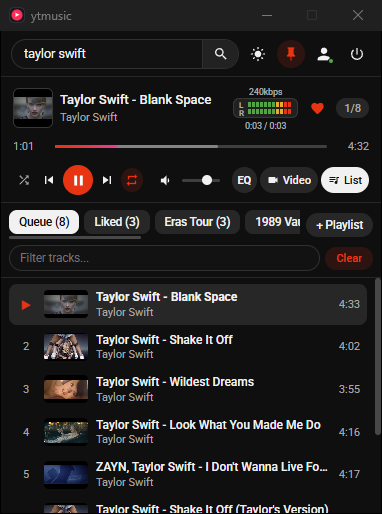 ytmusic
taylor swift
Taylor Swift - Blank Space
Taylor Swift
240kbps
L
R
0:03 / 0:03
1/8
1:01
4:32
EQ
Video
List
Queue (8)
Liked (3)
Eras Tour (3)
1989 Vau
+ Playlist
Filter tracks...
Clear
Taylor Swift - Blank Space
Taylor Swift
4:33
2
Taylor Swift - Shake It Off
Taylor Swift
4:02
3
Taylor Swift - Wildest Dreams
Taylor Swift
3:55
4
Taylor Swift - Look What You Made Me Do
Taylor Swift
4:16
5
ZAYN, Taylor Swift - I Don't Wanna Live Fo...
Taylor Swift
4:17
Taylor Swift - Shake It Off (Taylor's Version)